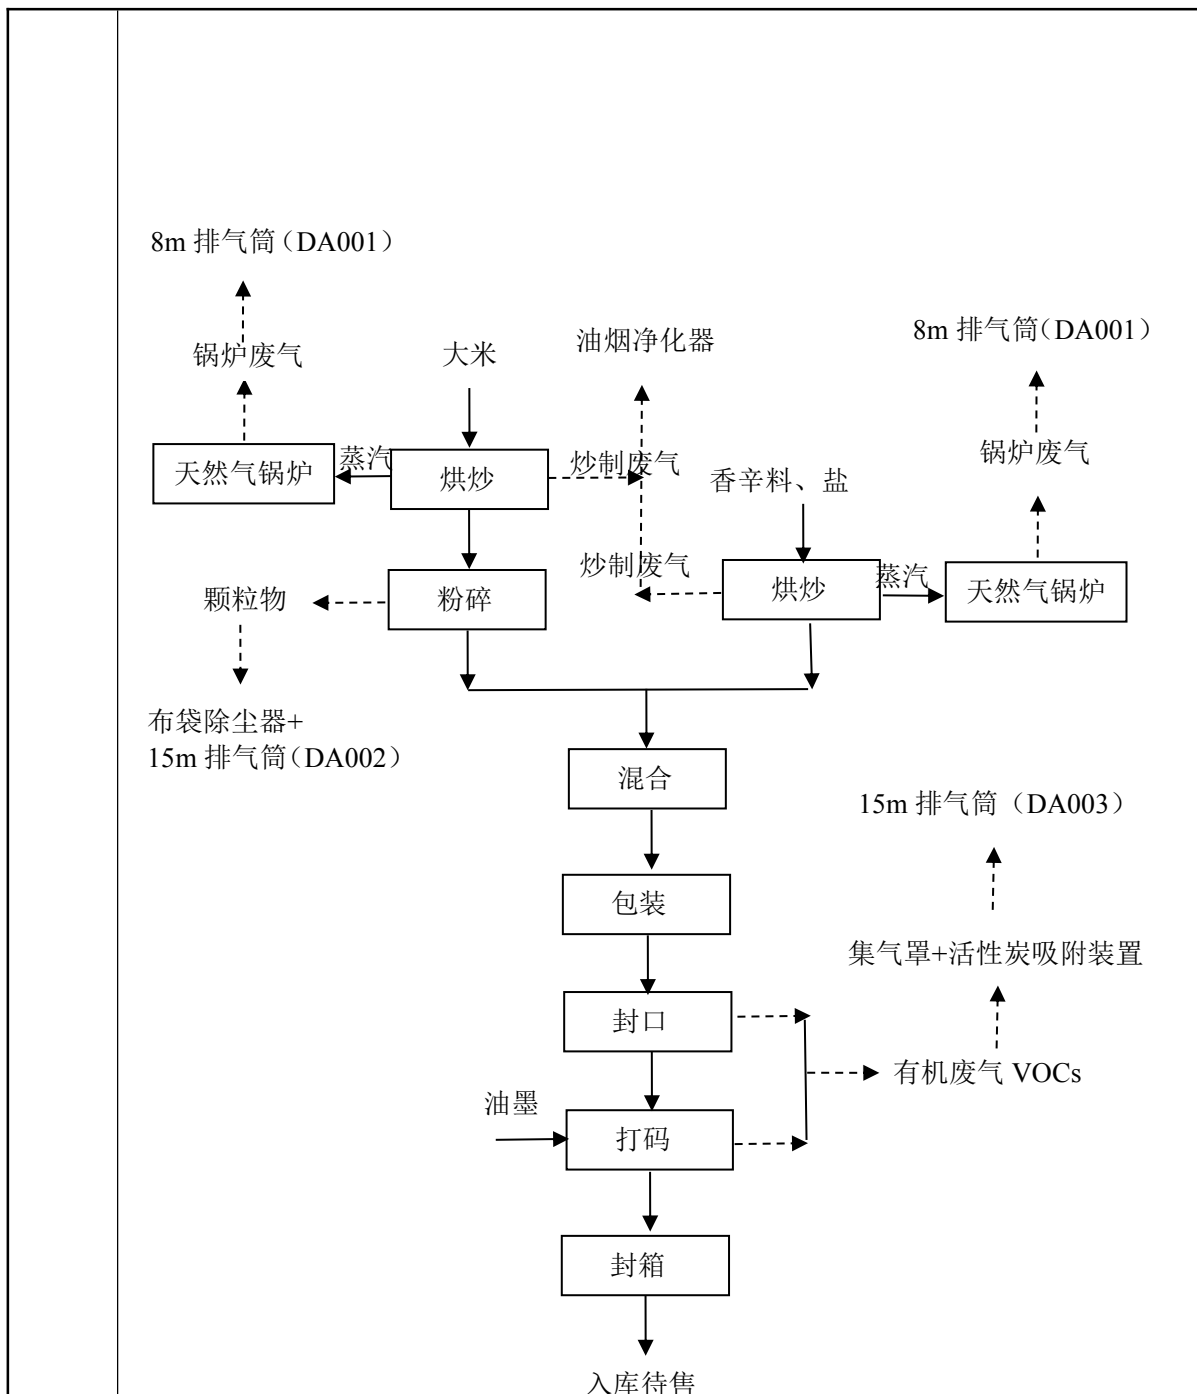 8m 排气筒（DA001）
油烟净化器
8m 排气筒（DA001）
锅炉废气
大米
天然气锅炉
蒸汽
烘炒
炒制废气
锅炉废气
香辛料、盐
颗粒物
粉碎
炒制废气
烘炒
蒸汽
天然气锅炉
布袋除尘器+
15m 排气筒（DA002）
混合
15m 排气筒（DA003）
包装
集气罩+活性炭吸附装置
封口
有机废气 VOCs
油墨
打码
封箱
入库待售